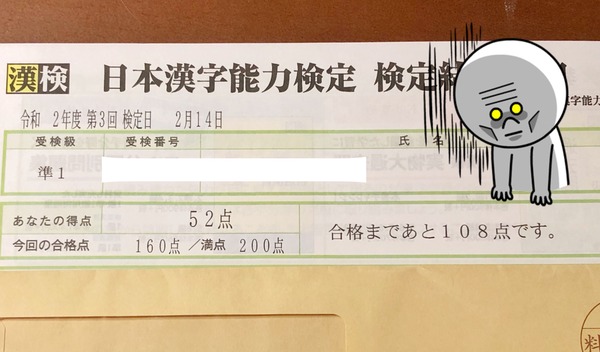 漢検 日本漢字能力検定 検定結
令和 2年度 第3回 検定日 2月14日
受検級 受検番号 氏名
準1
あなたの得点 52点
今回の合格点 160点／満点 200点
合格まであと108点です。
料